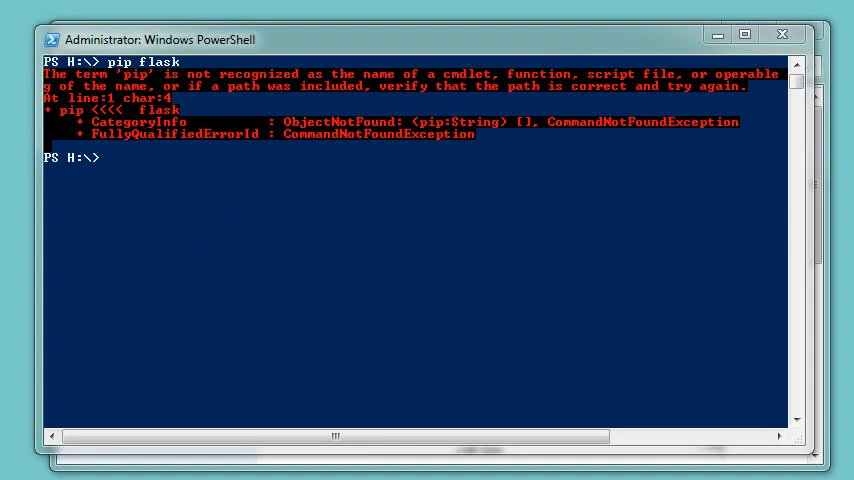 Administrator: Windows PowerShell
PS H:\> pip flask
The term 'pip' is not recognized as the name of a cmdlet, function, script file, or operable
g of the name, or if a path was included, verify that the path is correct and try again.
At line:1 char:4
+ pip <<<<  flask
    + CategoryInfo          : ObjectNotFound: (pip:String) [], CommandNotFoundException
    + FullyQualifiedErrorId : CommandNotFoundException
PS H:\>